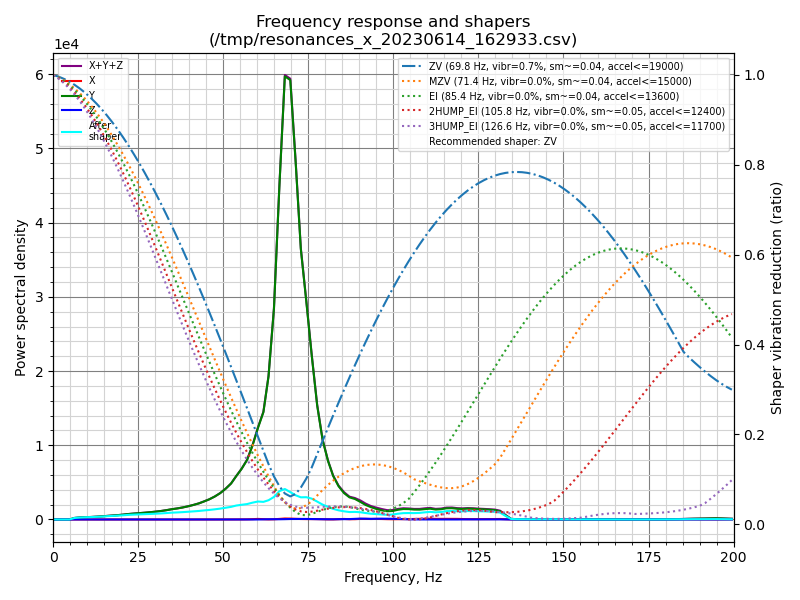 Frequency response and shapers
(/tmp/resonances_x_20230614_162933.csv)
1e4
X+Y+Z
X
Y
Z
After
shaper
ZV (69.8 Hz, vibr=0.7%, sm~=0.04, accel<=19000)
MZV (71.4 Hz, vibr=0.0%, sm~=0.04, accel<=15000)
EI (85.4 Hz, vibr=0.0%, sm~=0.04, accel<=13600)
2HUMP_EI (105.8 Hz, vibr=0.0%, sm~=0.05, accel<=12400)
3HUMP_EI (126.6 Hz, vibr=0.0%, sm~=0.05, accel<=11700)
Recommended shaper: ZV
Power spectral density
6
5
4
3
2
1
0
1.0
0.8
0.6
0.4
0.2
0.0
Shaper vibration reduction (ratio)
0 25 50 75 100 125 150 175 200
Frequency, Hz